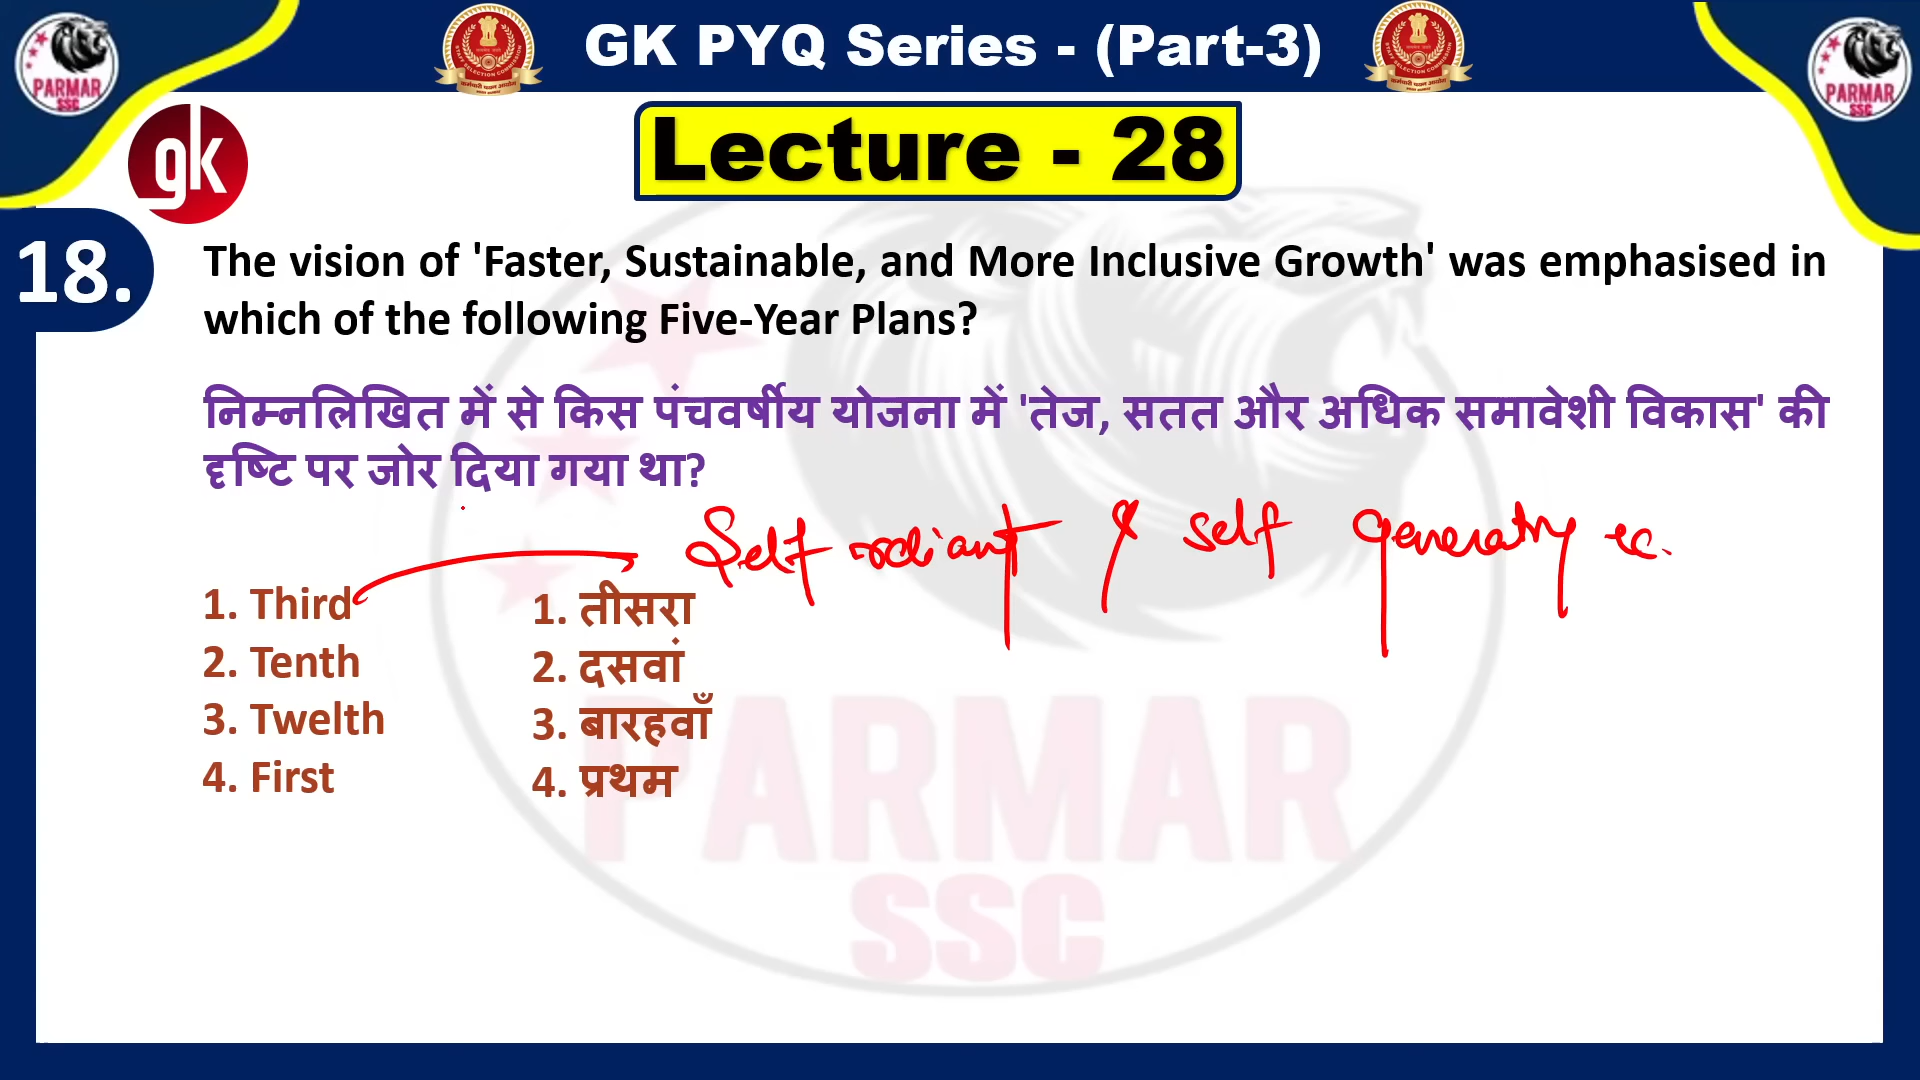 GK PYQ Series - (Part-3)
PARMAR
SSC
PARMAR
SSC
gk
Lecture - 28
18.
The vision of 'Faster, Sustainable, and More Inclusive Growth' was emphasised in
which of the following Five-Year Plans?
निम्नलिखित में से किस पंचवर्षीय योजना में 'तेज, सतत और अधिक समावेशी विकास' की
दृष्टि पर जोर दिया गया था?
Self & self
1. Third
2. Tenth
3. Twelth
4. First
1. तीसरा
2. दसवां
3. बारहवाँ
4. प्रथम
PARMAR
SSC